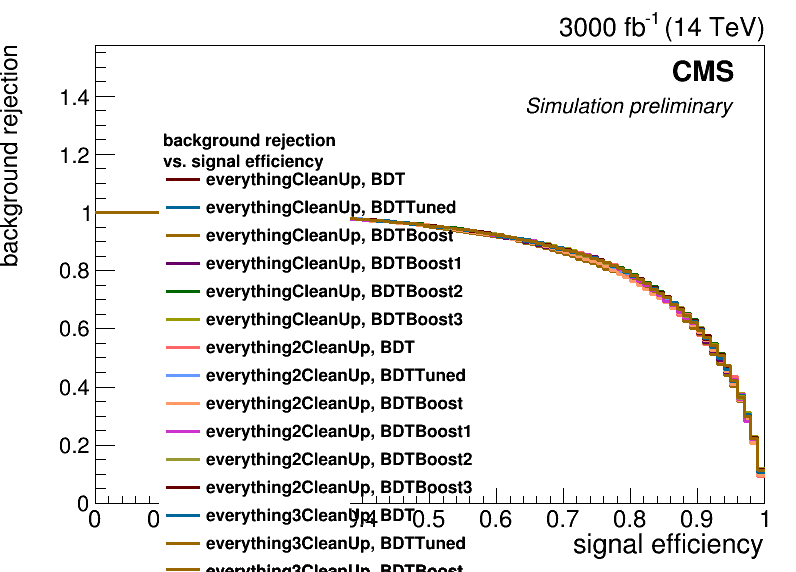 3000 fb-1 (14 TeV)
CMS
Simulation preliminary
background rejection
1.4
1.2
1
0.8
0.6
0.4
0.2
0
background rejection
vs. signal efficiency
everythingCleanUp, BDT
everythingCleanUp, BDTTuned
everythingCleanUp, BDTBoost
everythingCleanUp, BDTBoost1
everythingCleanUp, BDTBoost2
everythingCleanUp, BDTBoost3
everything2CleanUp, BDT
everything2CleanUp, BDTTuned
everything2CleanUp, BDTBoost
everything2CleanUp, BDTBoost1
everything2CleanUp, BDTBoost2
everything2CleanUp, BDTBoost3
everything3CleanUp, BDT
everything3CleanUp, BDTTuned
everything3CleanUp, BDTBoost
0 0 0.5 0.6 0.7 0.8 0.9 1
signal efficiency